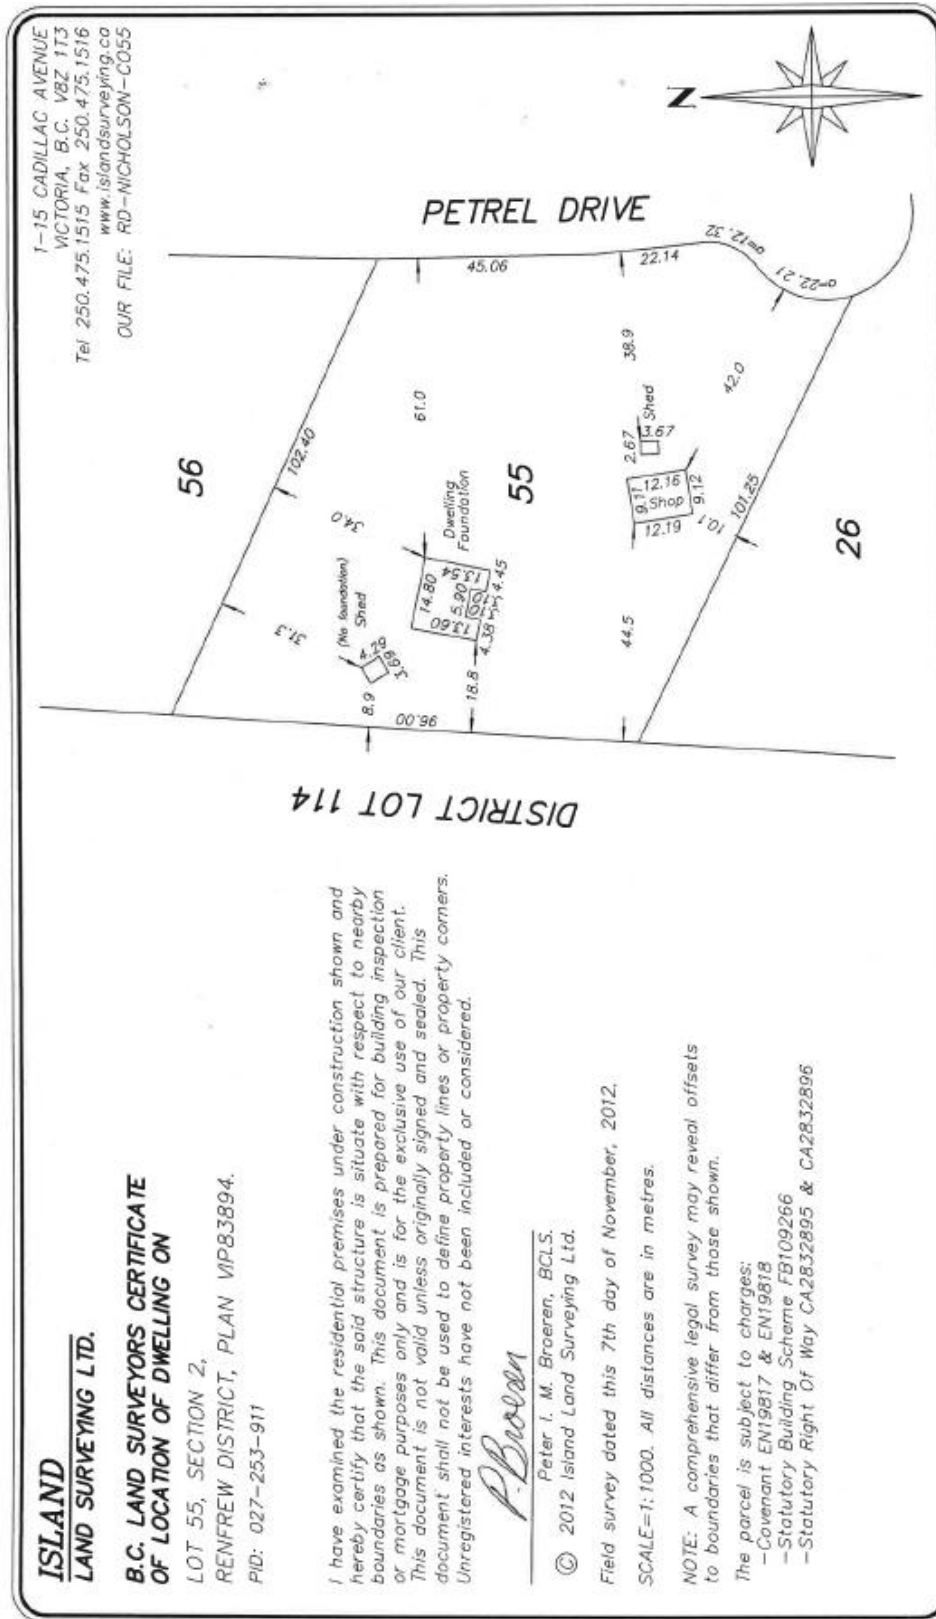 ISLAND
LAND SURVEYING LTD.
1-15 CADILLAC AVENUE
VICTORIA, B.C. V8Z 1T3
Tel 250.475.1515 Fax 250.475.1516
www.islandsurveying.ca
OUR FILE: RD-NICHOLSON-CO55
B.C. LAND SURVEYORS CERTIFICATE
OF LOCATION OF DWELLING ON
LOT 55, SECTION 2,
RENFREW DISTRICT, PLAN VIP83894.
PID: 027-253-911
I have examined the residential premises under construction shown and
hereby certify that the said structure is situate with respect to nearby
boundaries as shown. This document is prepared for building inspection
or mortgage purposes only and is for the exclusive use of our client.
This document is not valid unless originally signed and sealed. This
document shall not be used to define property lines or property corners.
Unregistered interests have not been included or considered.
P. Broeren
Peter I. M. Broeren, BCLS.
© 2012 Island Land Surveying Ltd.
Field survey dated this 7th day of November, 2012.
SCALE=1:1000. All distances are in metres.
NOTE: A comprehensive legal survey may reveal offsets
to boundaries that differ from those shown.
The parcel is subject to charges:
-Covenant EN19817 & EN19818
-Statutory Building Scheme FB109266
-Statutory Right Of Way CA2832895 & CA2832896
DISTRICT LOT 114
56
102.40
34.0
31.3
(No foundation)
Shed
4.29
3.69
8.9
96.00
18.8
61.0
Dwelling
Foundation
14.80
13.54
5.90
13.60
4.38
4.45
55
PETREL DRIVE
45.06
22.14
a=12.32
a=22.21
38.9
2.67
Shed
3.67
9.11
12.16
Shop
12.19
9.12
10.1
42.0
44.5
101.25
26
N